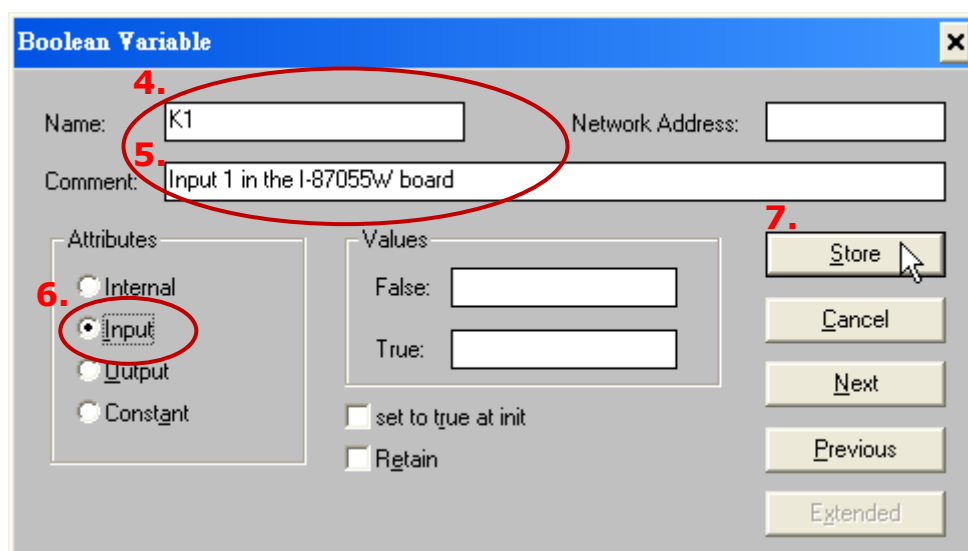 Boolean Variable
4.
Name: K1 Network Address:
5.
Comment: Input 1 in the I-87055W board
7.
Attributes Values Store
Internal False:
6.
Input Cancel
True:
Output Next
Constant set to true at init
Retain Previous
Extended